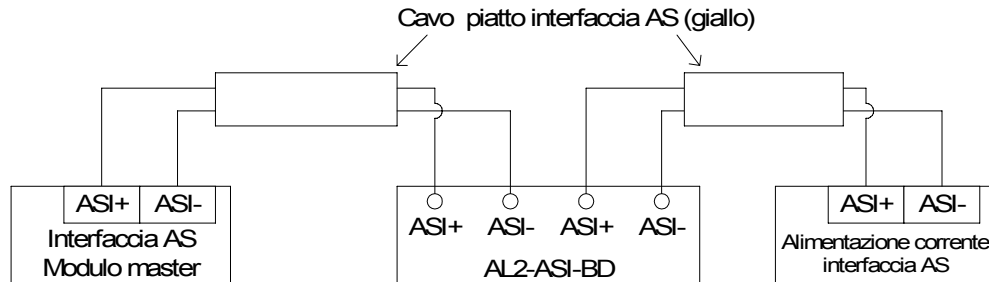 Cavo piatto interfaccia AS (giallo)
ASI+ ASI-
Interfaccia AS
Modulo master
ASI+ ASI- ASI+ ASI-
AL2-ASI-BD
ASI+ ASI-
Alimentazione corrente
interfaccia AS